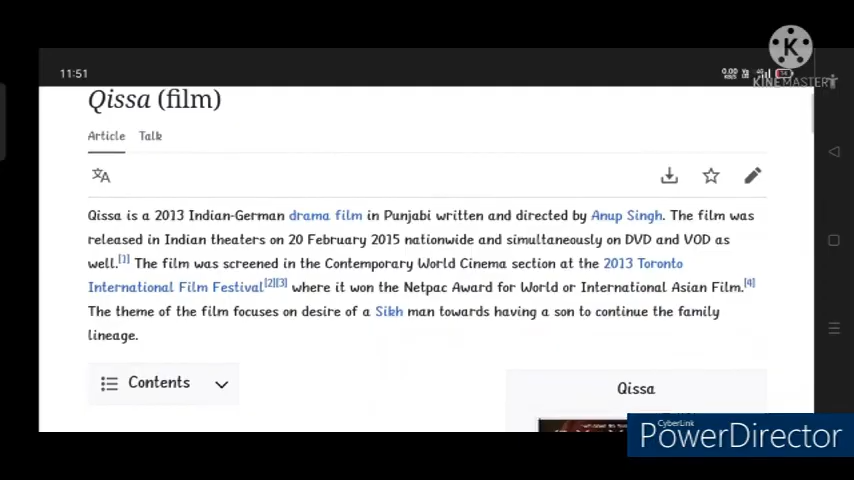 11:51
KINEMASTER
Qissa (film)
Article Talk
Qissa is a 2013 Indian-German drama film in Punjabi written and directed by Anup Singh. The film was
released in Indian theaters on 20 February 2015 nationwide and simultaneously on DVD and VOD as
well.[1] The film was screened in the Contemporary World Cinema section at the 2013 Toronto
International Film Festival[2][3] where it won the Netpac Award for World or International Asian Film.[4]
The theme of the film focuses on desire of a Sikh man towards having a son to continue the family
lineage.
Contents
Qissa
CyberLink
PowerDirector